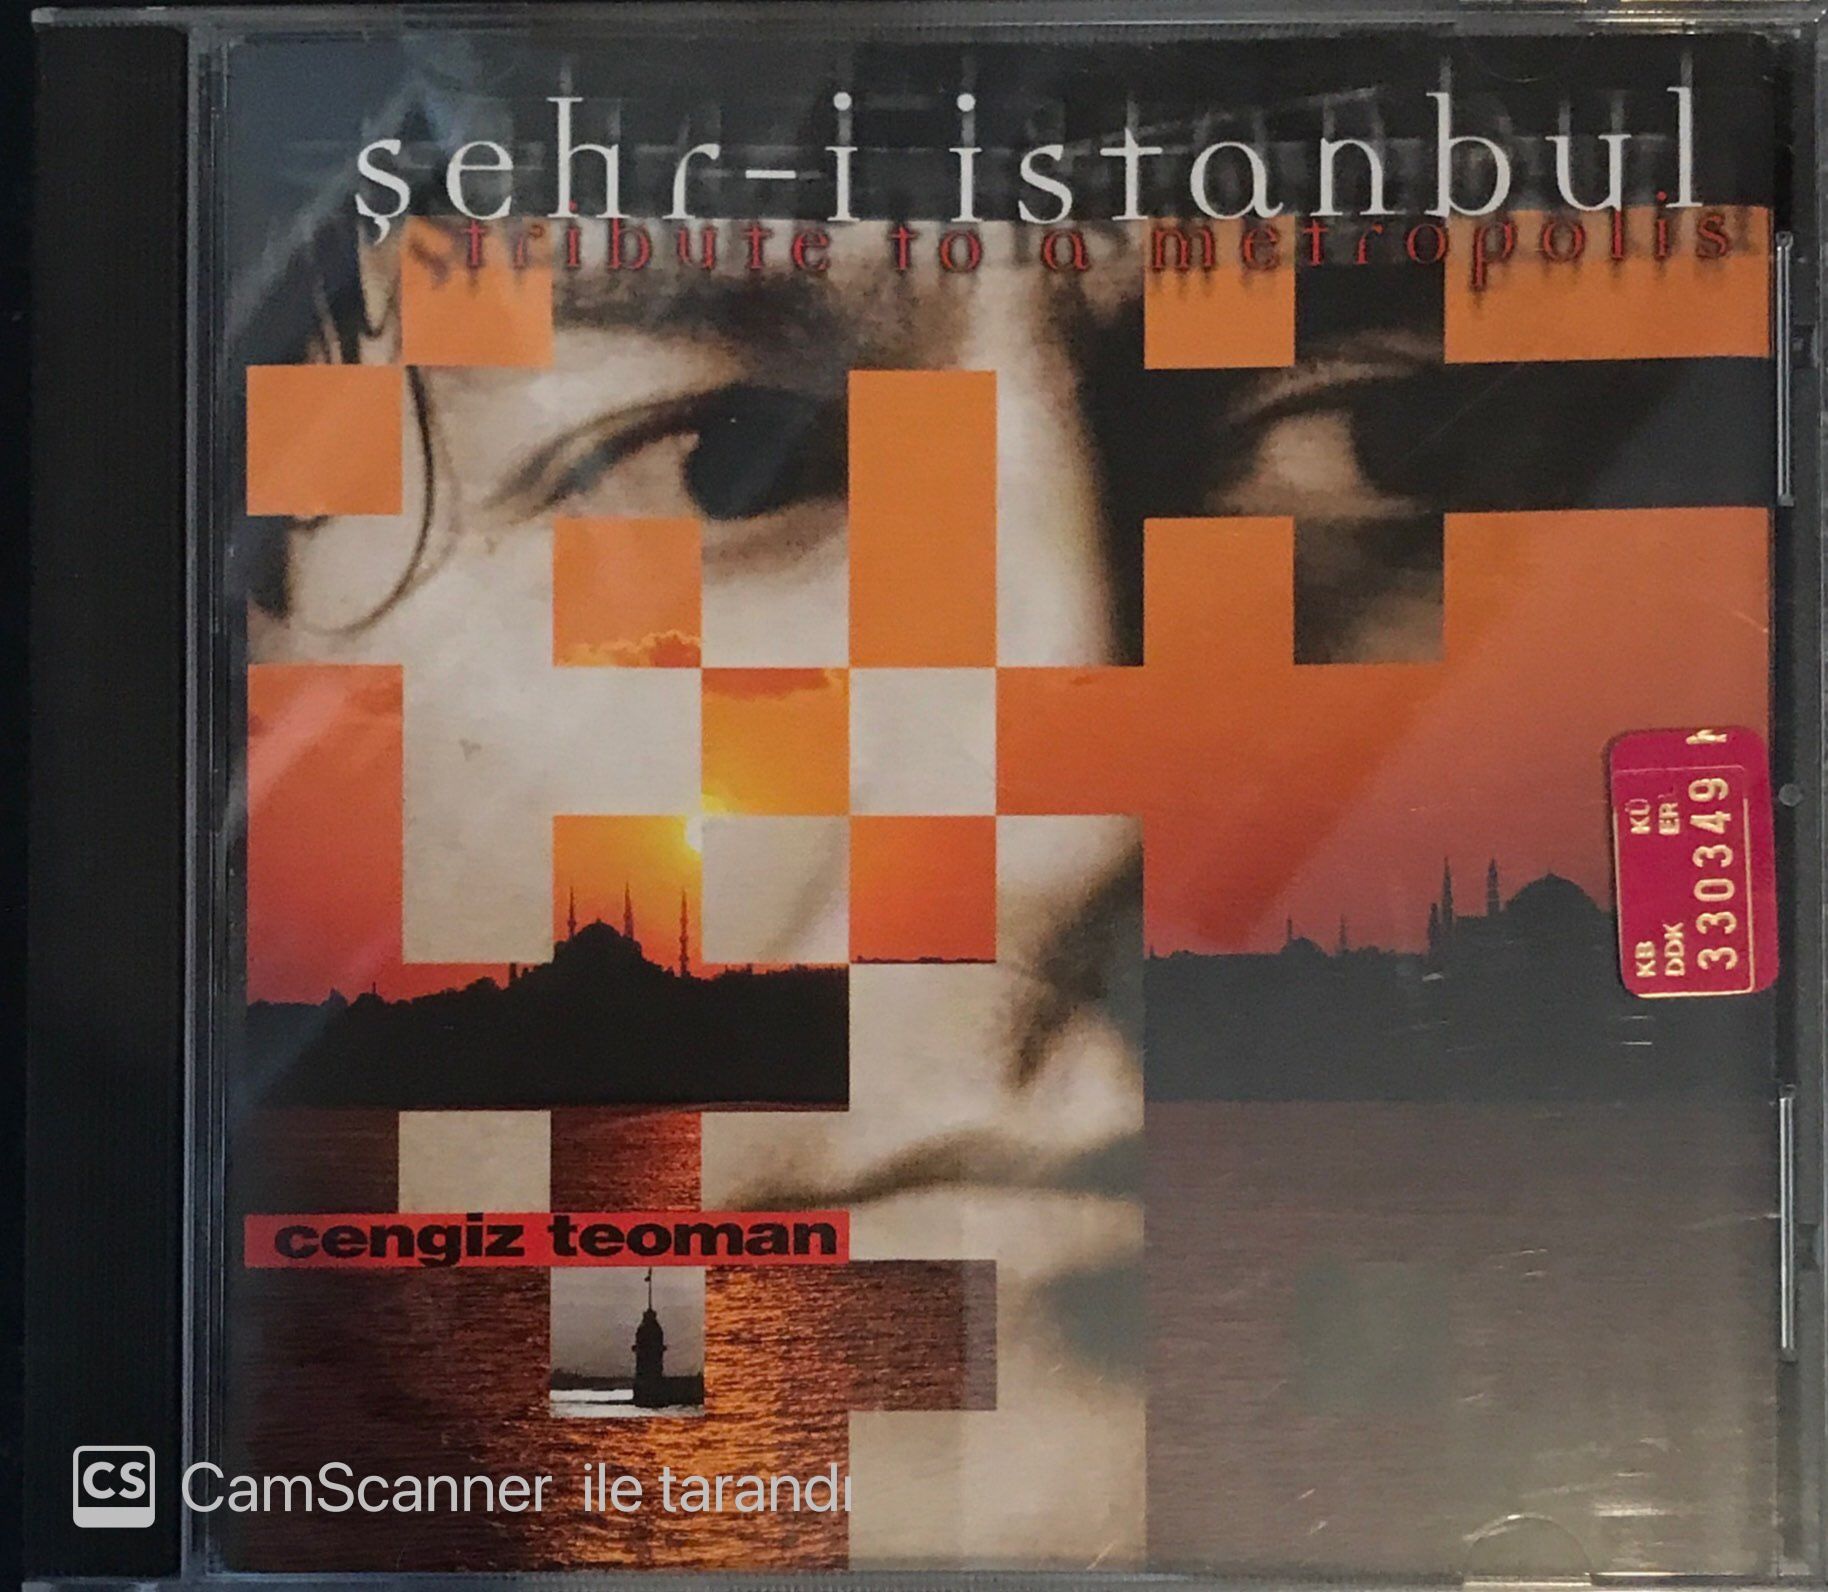 şehr-i istanbul
tribute to a metropolis
KÜ
ER
KB
DDK
330349
cengiz teoman
CS CamScanner ile tarandı